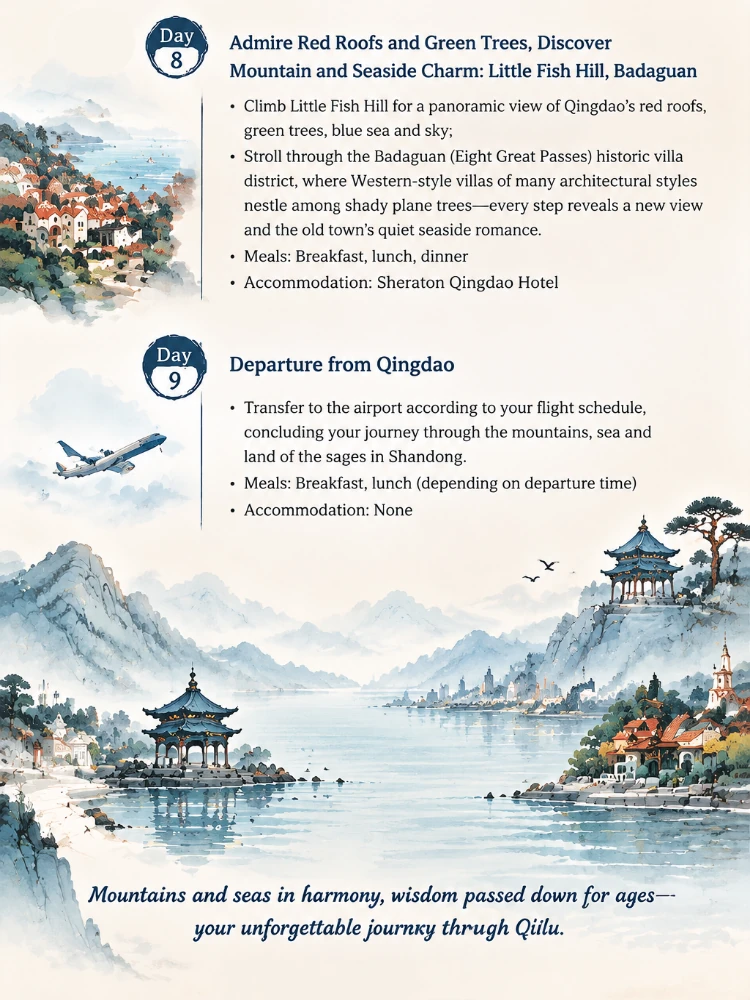 Day
8
Admire Red Roofs and Green Trees, Discover
Mountain and Seaside Charm: Little Fish Hill, Badaguan
• Climb Little Fish Hill for a panoramic view of Qingdao's red roofs,
green trees, blue sea and sky;
• Stroll through the Badaguan (Eight Great Passes) historic villa
district, where Western-style villas of many architectural styles
nestle among shady plane trees—every step reveals a new view
and the old town's quiet seaside romance.
• Meals: Breakfast, lunch, dinner
• Accommodation: Sheraton Qingdao Hotel
Day
9
Departure from Qingdao
• Transfer to the airport according to your flight schedule,
concluding your journey through the mountains, sea and
land of the sages in Shandong.
• Meals: Breakfast, lunch (depending on departure time)
• Accommodation: None
Mountains and seas in harmony, wisdom passed down for ages—
your unforgettable journкy thrugh Qiilu.